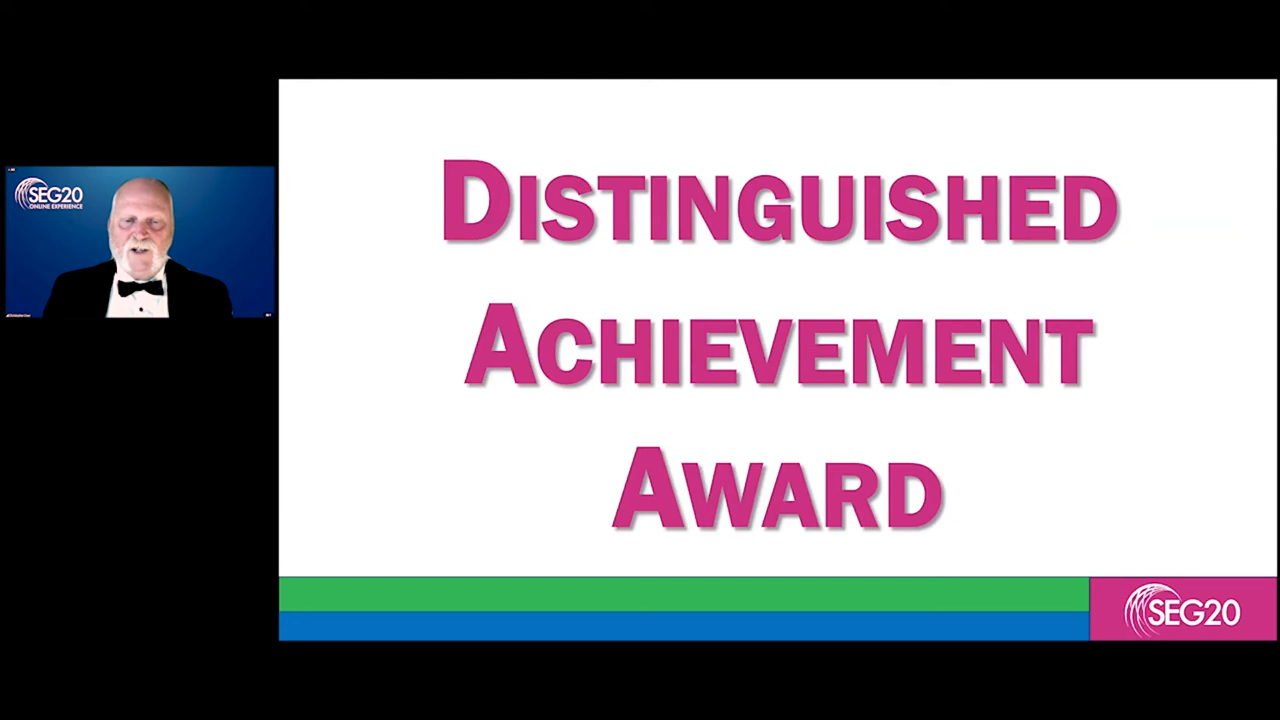 SEG20
ONLINE EXPERIENCE
DISTINGUISHED
ACHIEVEMENT
AWARD
SEG20